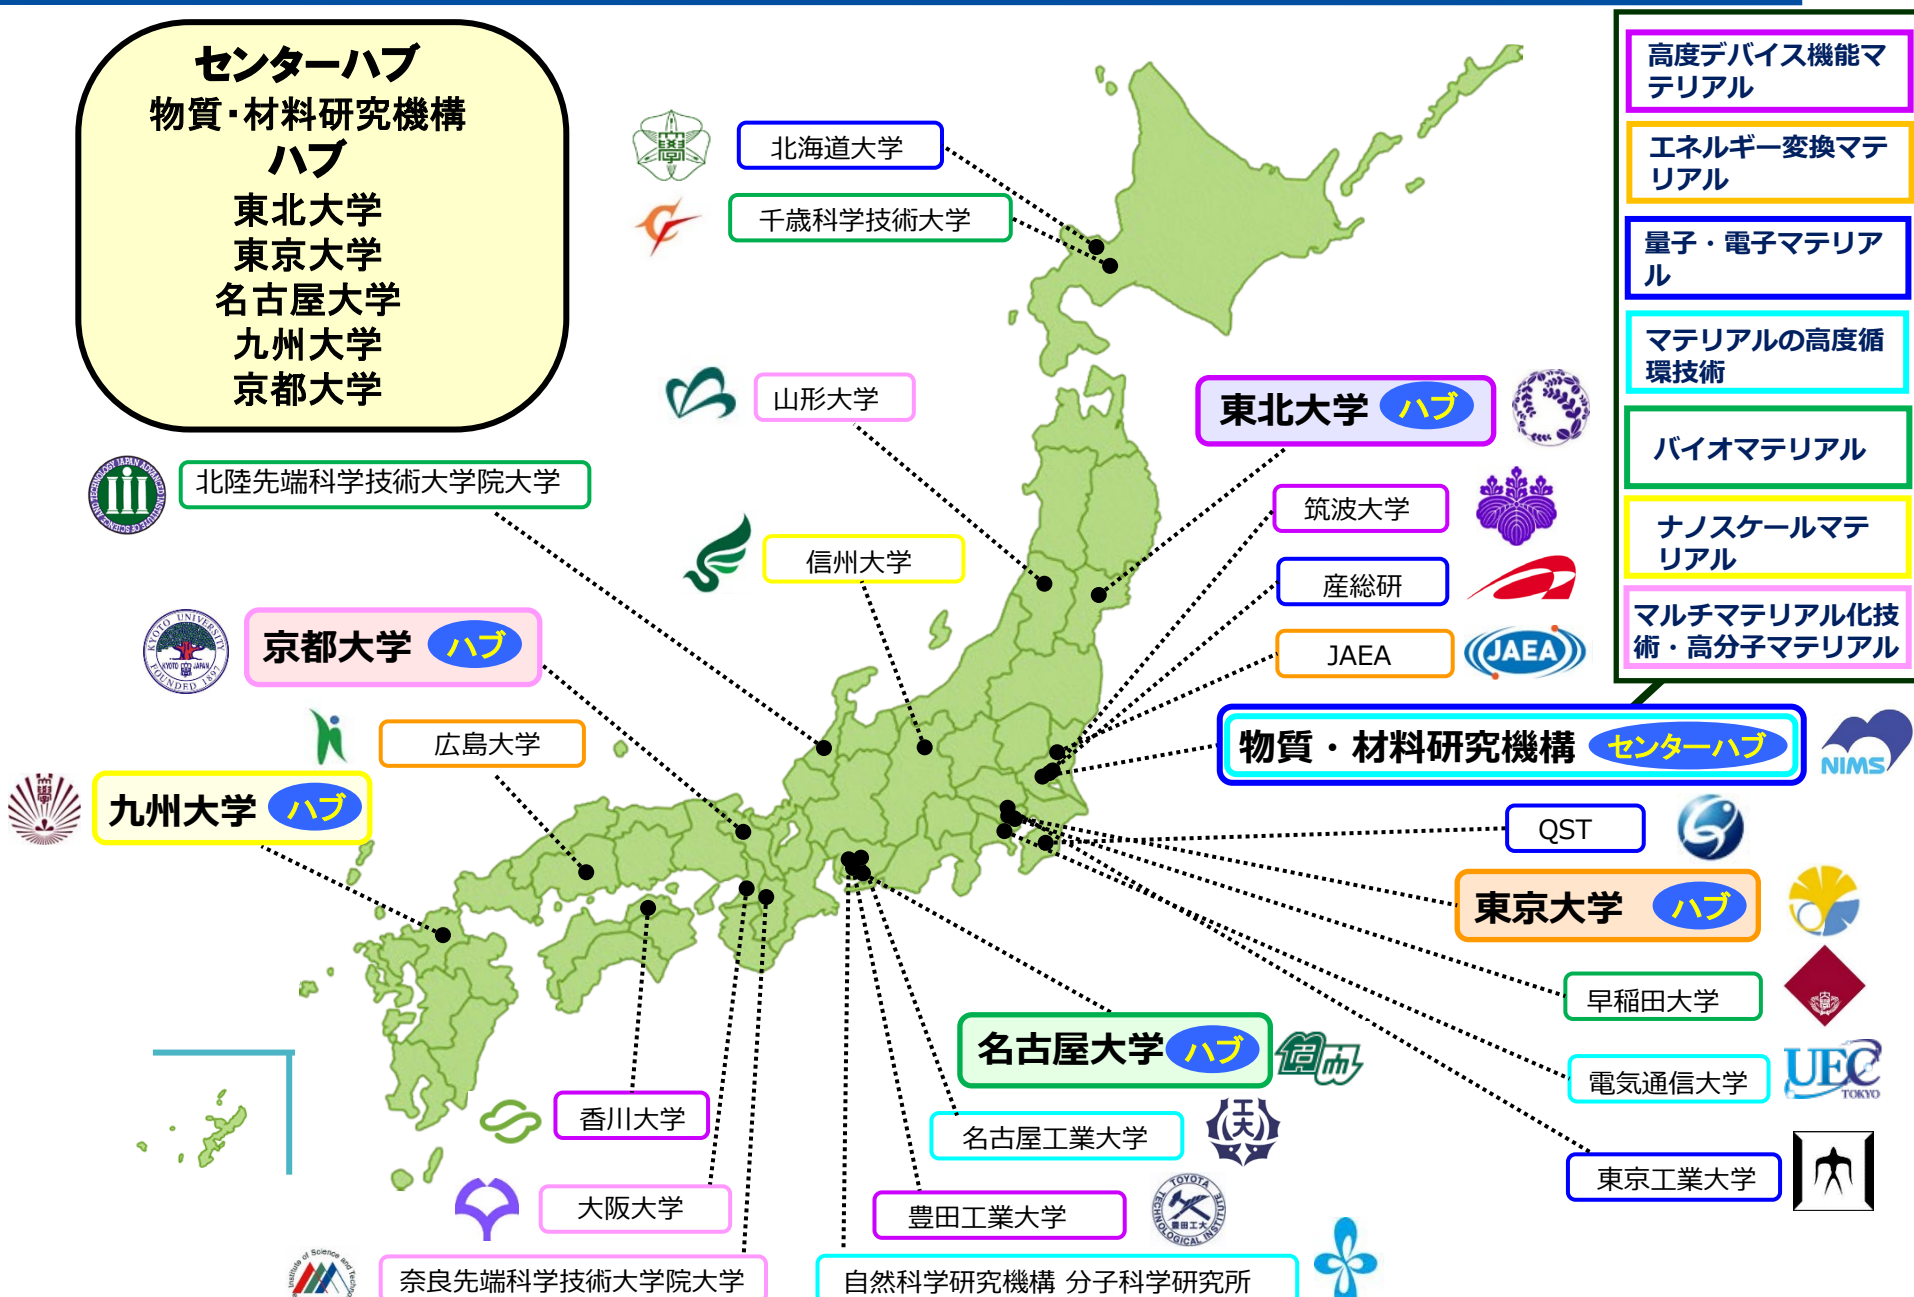 センターハブ
物質・材料研究機構
ハブ
東北大学
東京大学
名古屋大学
九州大学
京都大学
高度デバイス機能マ
テリアル
エネルギー変換マテ
リアル
量子・電子マテリア
ル
マテリアルの高度循
環技術
バイオマテリアル
ナノスケールマテ
リアル
マルチマテリアル化技
術・高分子マテリアル
北海道大学
千歳科学技術大学
山形大学
東北大学 ハブ
北陸先端科学技術大学院大学
筑波大学
信州大学
産総研
京都大学 ハブ
KYOTO UNIVERSITY
KYOTO JAPAN
FOUNDED 1897
JAEA
JAEA
広島大学
物質・材料研究機構 センターハブ
NIMS
九州大学 ハブ
QST
東京大学 ハブ
早稲田大学
名古屋大学 ハブ
電気通信大学
UEC
TOKYO
香川大学
名古屋工業大学
東京工業大学
大阪大学
豊田工業大学
TOYOTA
TECHNOLOGICAL INSTITUTE
豊田工大
奈良先端科学技術大学院大学
自然科学研究機構 分子科学研究所